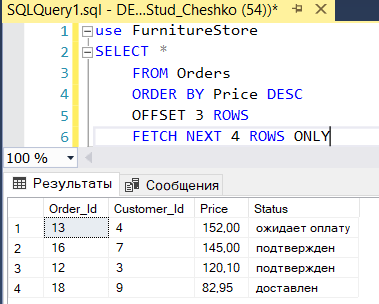 SQLQuery1.sql - DE...Stud_Cheshko (54))*
1 use FurnitureStore
2 SELECT *
3 FROM Orders
4 ORDER BY Price DESC
5 OFFSET 3 ROWS
6 FETCH NEXT 4 ROWS ONLY
100 %
Результаты Сообщения
Order_Id Customer_Id Price Status
1 13 4 152,00 ожидает оплату
2 16 7 145,00 подтвержден
3 12 3 120,10 подтвержден
4 18 9 82,95 доставлен